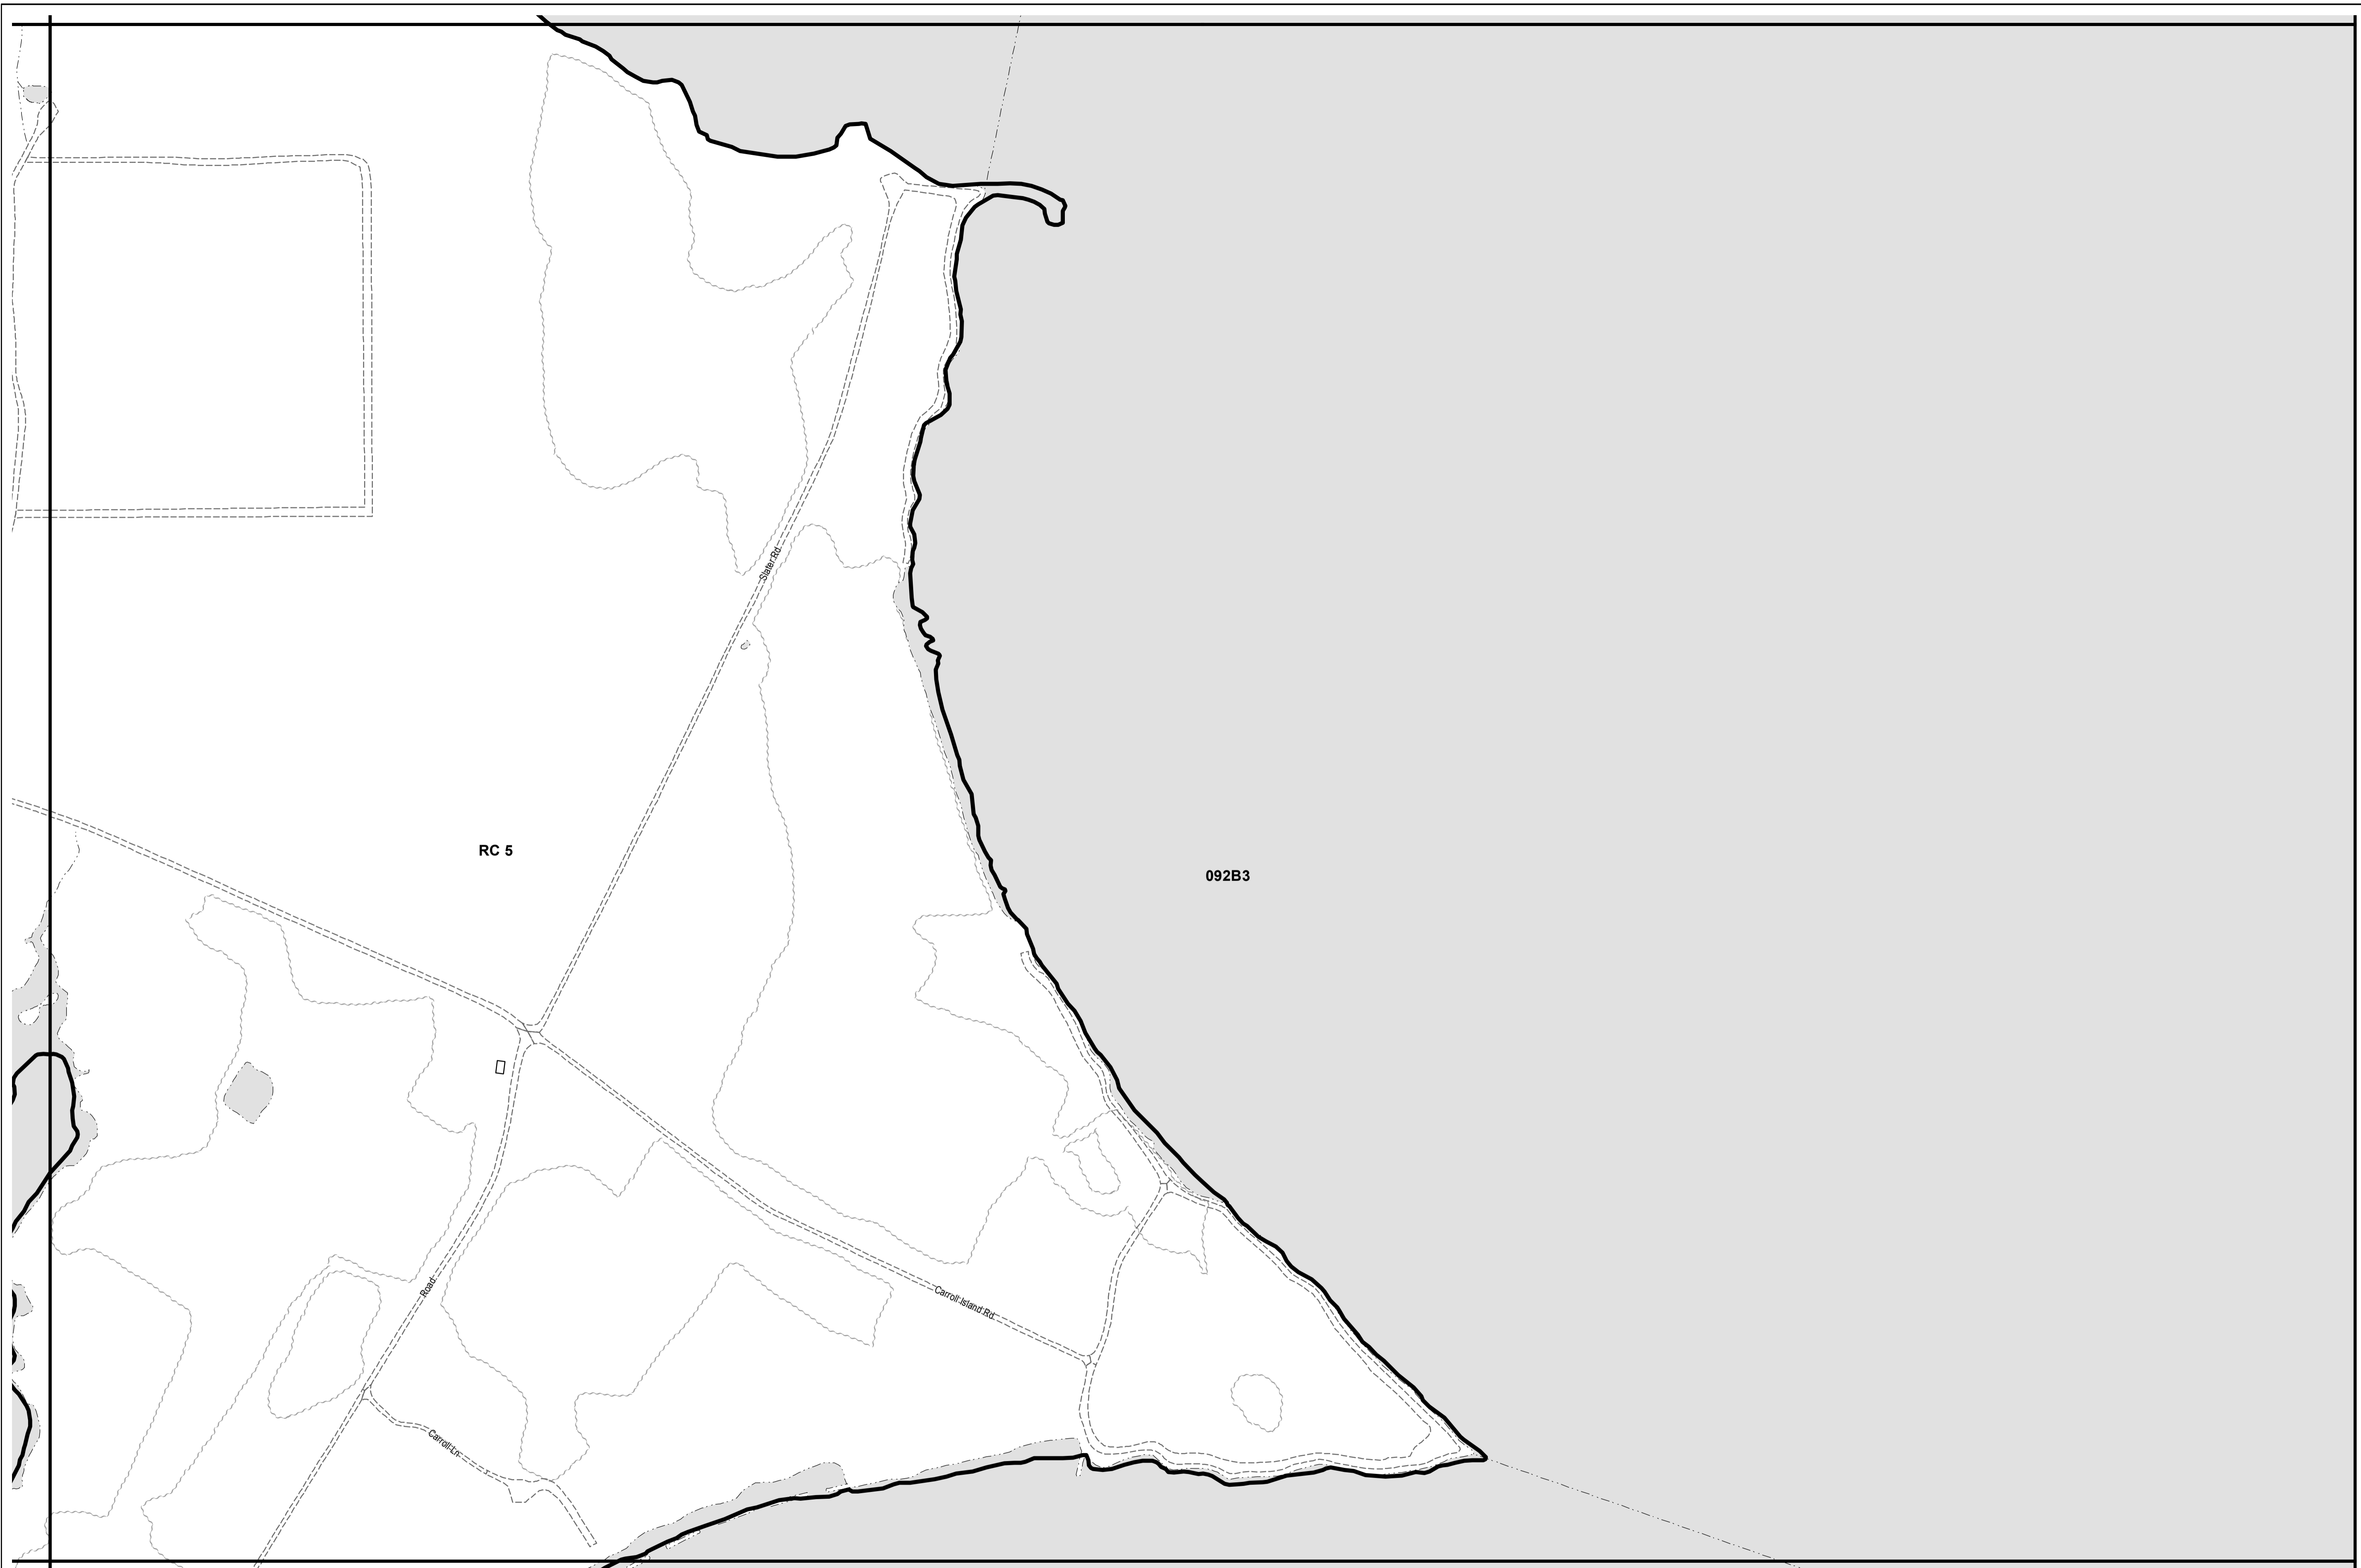 Slater Rd
RC 5
092B3
Road
Carroll Island Rd
Carroll Ln